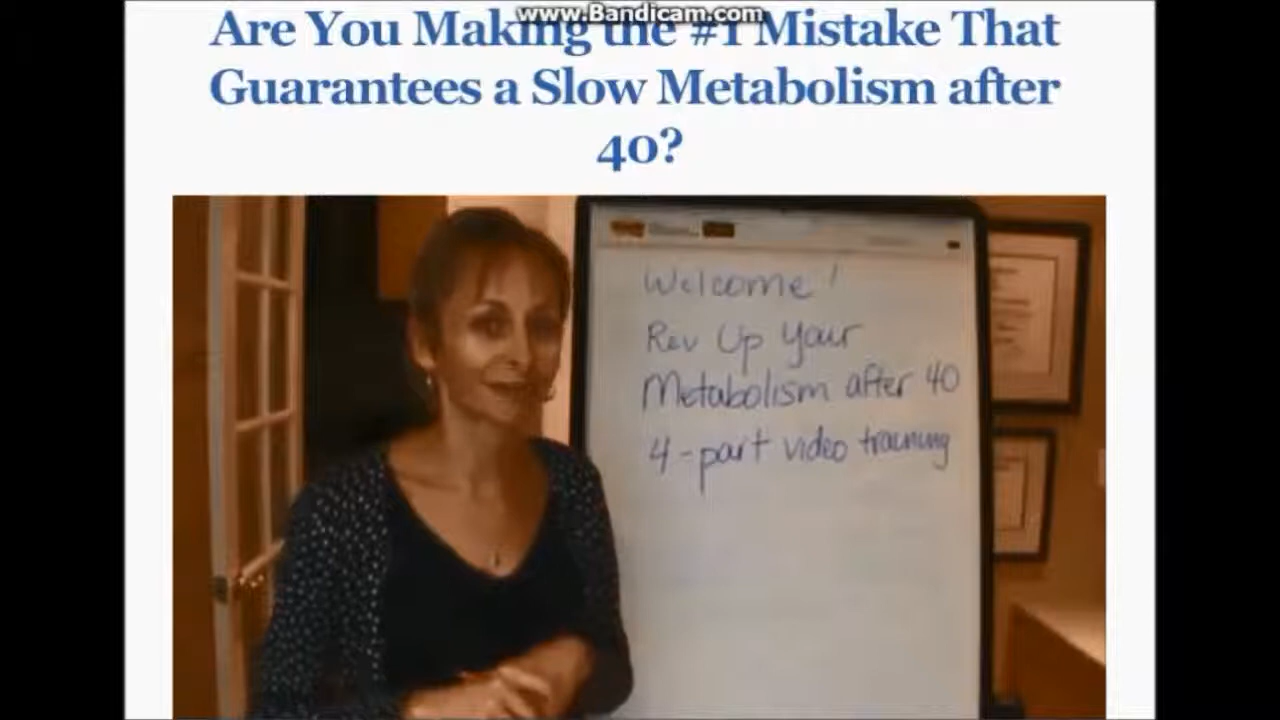 www.Bandicam.com
Are You Making the #1 Mistake That
Guarantees a Slow Metabolism after
40?
Welcome!
Rev Up Your
Metabolism after 40
4-part video training